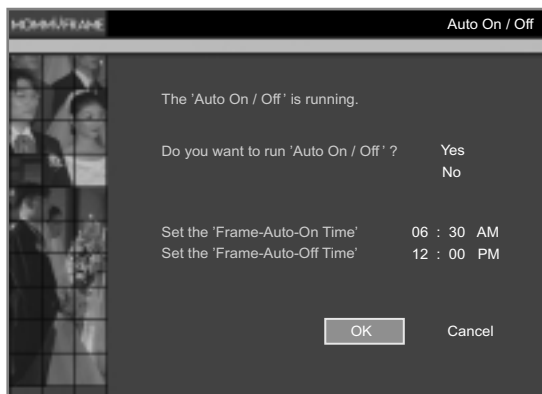 MOMMY/FRAME
Auto On / Off
The 'Auto On / Off' is running.
Do you want to run 'Auto On / Off' ? Yes
No
Set the 'Frame-Auto-On Time' 06 : 30 AM
Set the 'Frame-Auto-Off Time' 12 : 00 PM
OK Cancel